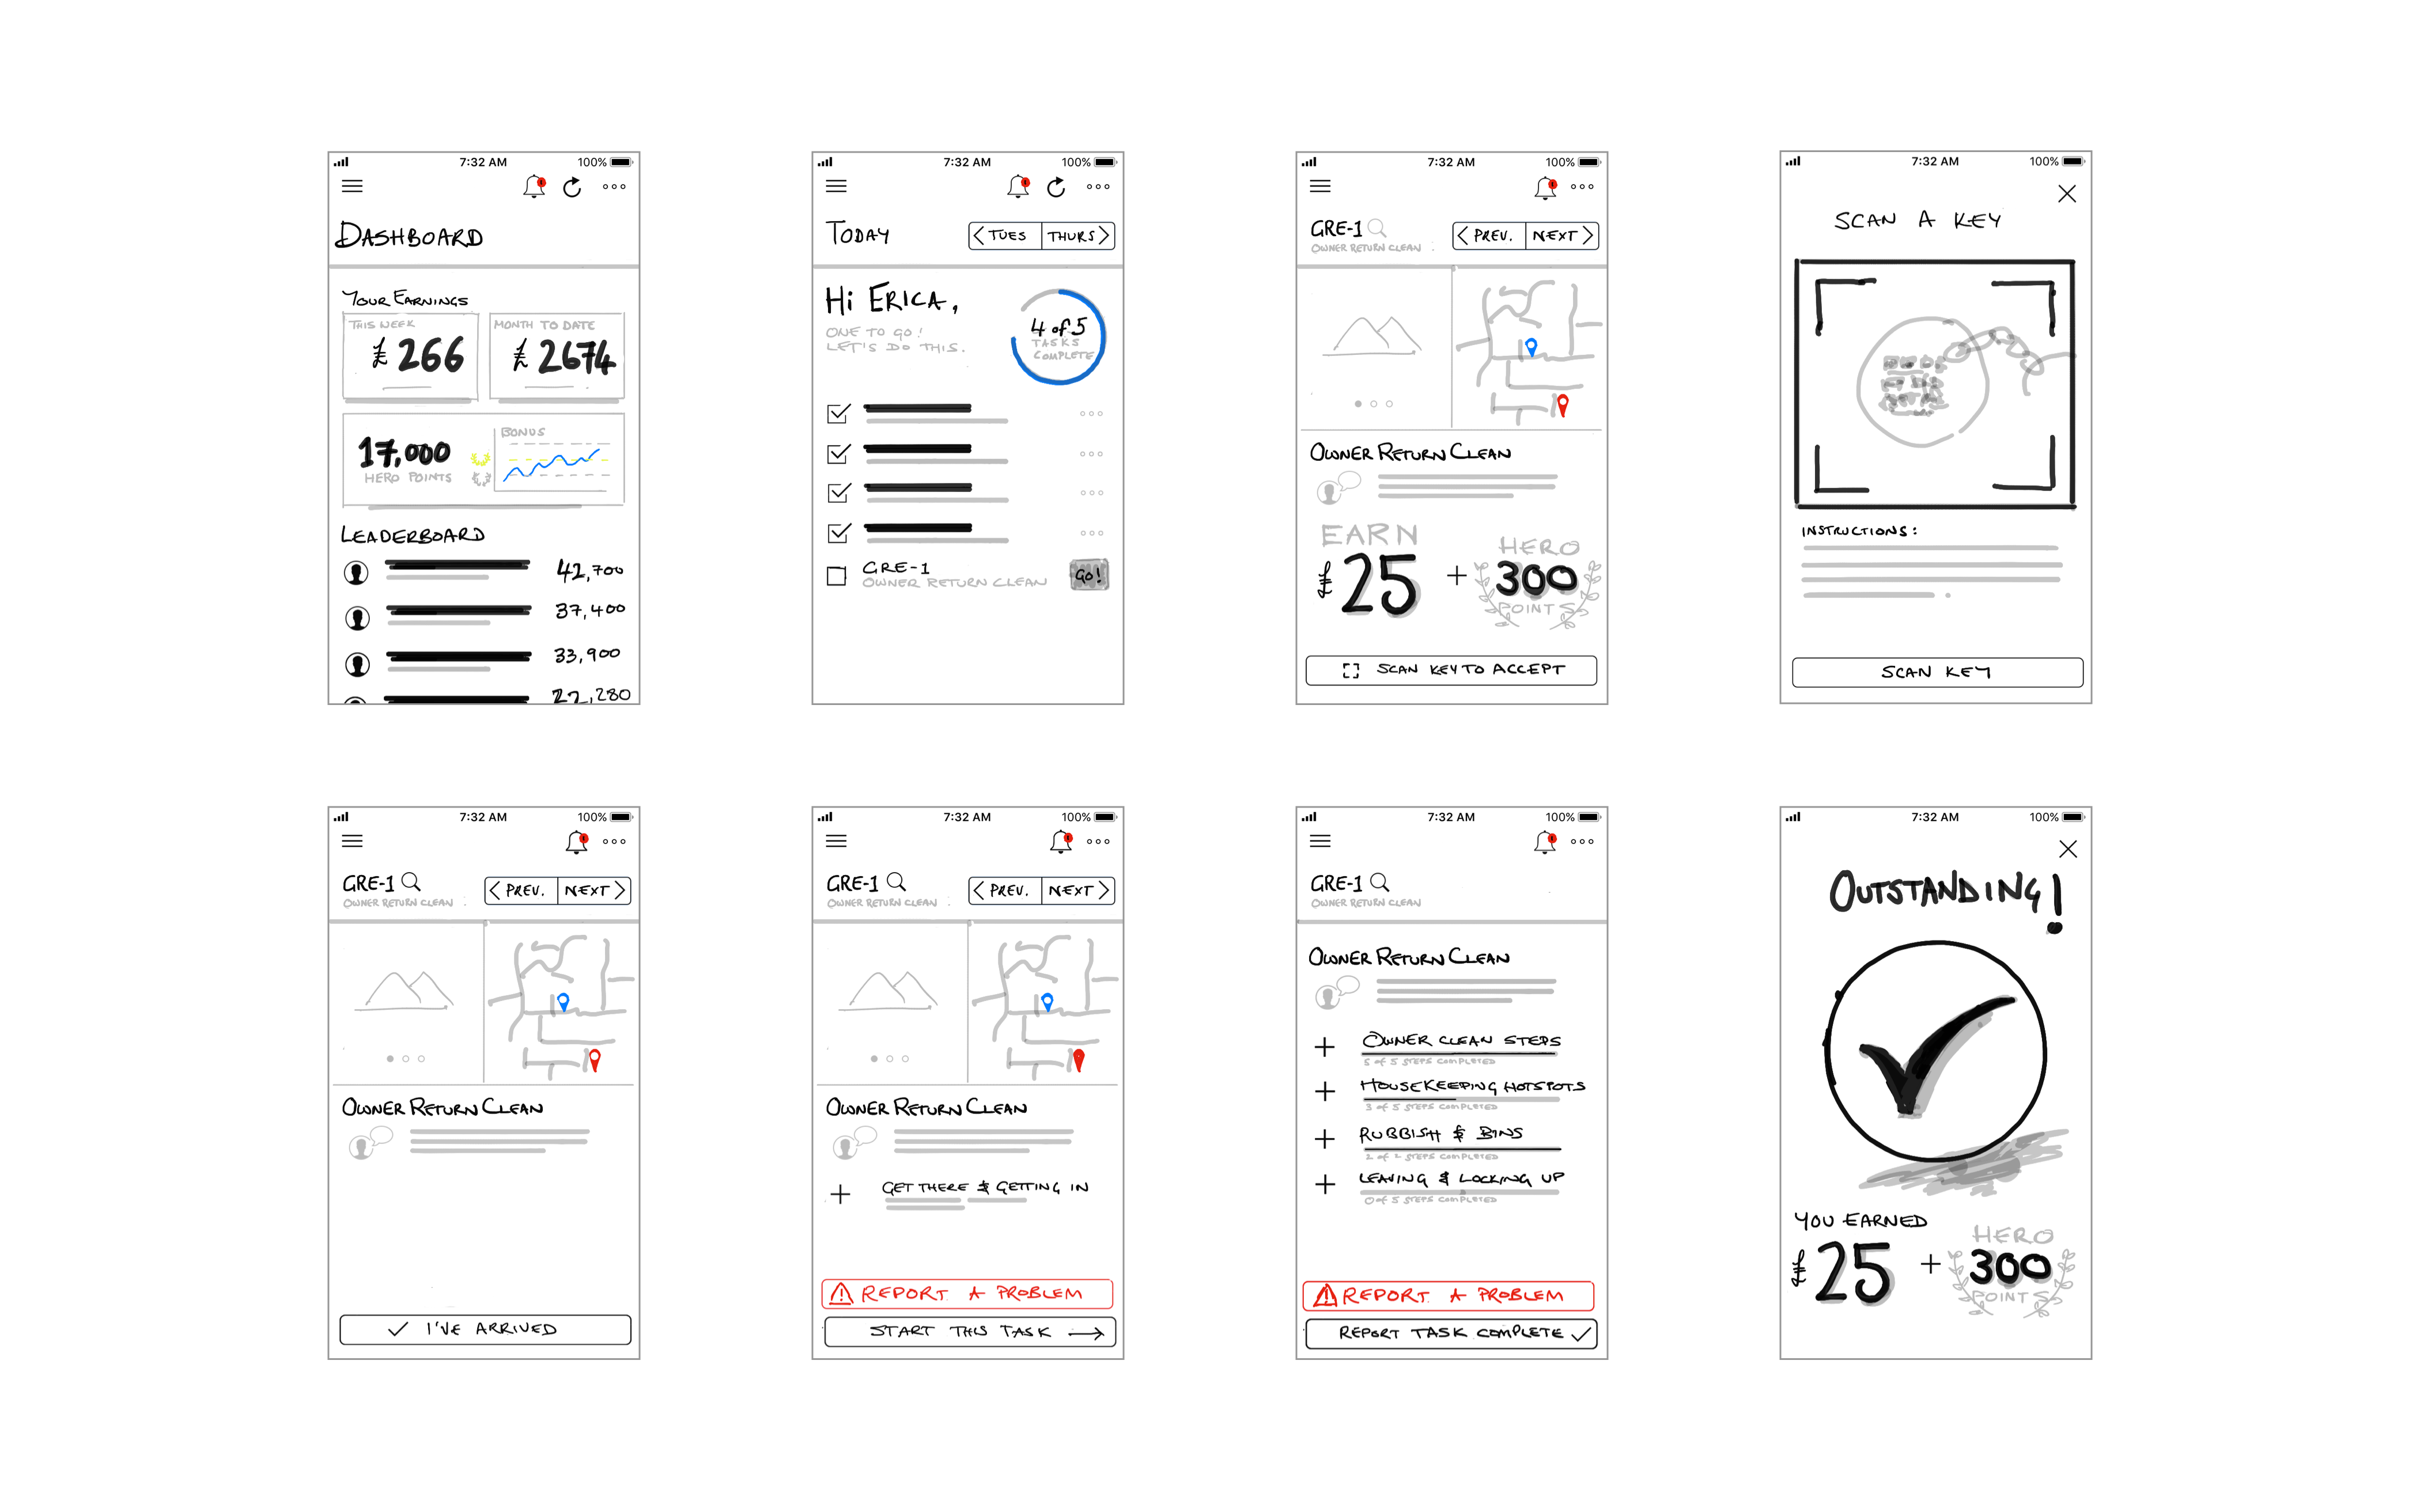 7:32 AM 100%
DASHBOARD
YOUR EARNINGS
THIS WEEK
£ 266
MONTH TO DATE
£ 2674
17,000
HERO POINTS
BONUS
LEADERBOARD
42,700
37,400
33,900
22,280
7:32 AM 100%
TODAY
TUES THURS
Hi ERICA,
ONE TO GO!
LET'S DO THIS.
4 of 5
TASKS
COMPLETE
GRE-1
OWNER RETURN CLEAN
GO!
7:32 AM 100%
GRE-1
OWNER RETURN CLEAN
PREV. NEXT
OWNER RETURN CLEAN
EARN
£25
+
HERO
300
POINTS
SCAN KEY TO ACCEPT
7:32 AM 100%
SCAN A KEY
INSTRUCTIONS:
SCAN KEY
7:32 AM 100%
GRE-1
OWNER RETURN CLEAN
PREV. NEXT
OWNER RETURN CLEAN
I'VE ARRIVED
7:32 AM 100%
GRE-1
OWNER RETURN CLEAN
PREV. NEXT
OWNER RETURN CLEAN
GET THERE & GETTING IN
REPORT A PROBLEM
START THIS TASK
7:32 AM 100%
GRE-1
OWNER RETURN CLEAN
OWNER RETURN CLEAN
OWNER CLEAN STEPS
5 of 5 STEPS COMPLETED
HOUSEKEEPING HOTSPOTS
3 of 5 STEPS COMPLETED
RUBBISH & BINS
2 of 2 STEPS COMPLETED
LEAVING & LOCKING UP
0 of 5 STEPS COMPLETED
REPORT A PROBLEM
REPORT TASK COMPLETE
7:32 AM 100%
OUTSTANDING!
YOU EARNED
£25
+
HERO
300
POINTS